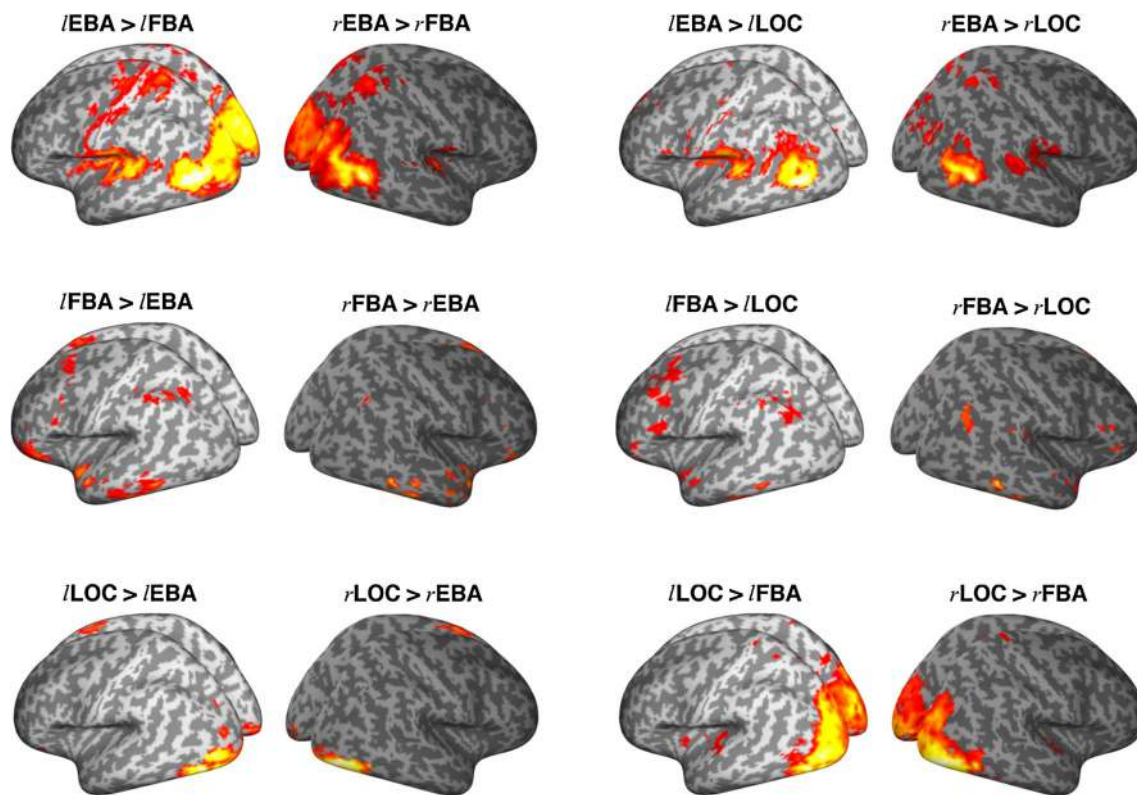 lEBA > lFBA
rEBA > rFBA
lEBA > lLOC
rEBA > rLOC
lFBA > lEBA
rFBA > rEBA
lFBA > lLOC
rFBA > rLOC
lLOC > lEBA
rLOC > rEBA
lLOC > lFBA
rLOC > rFBA